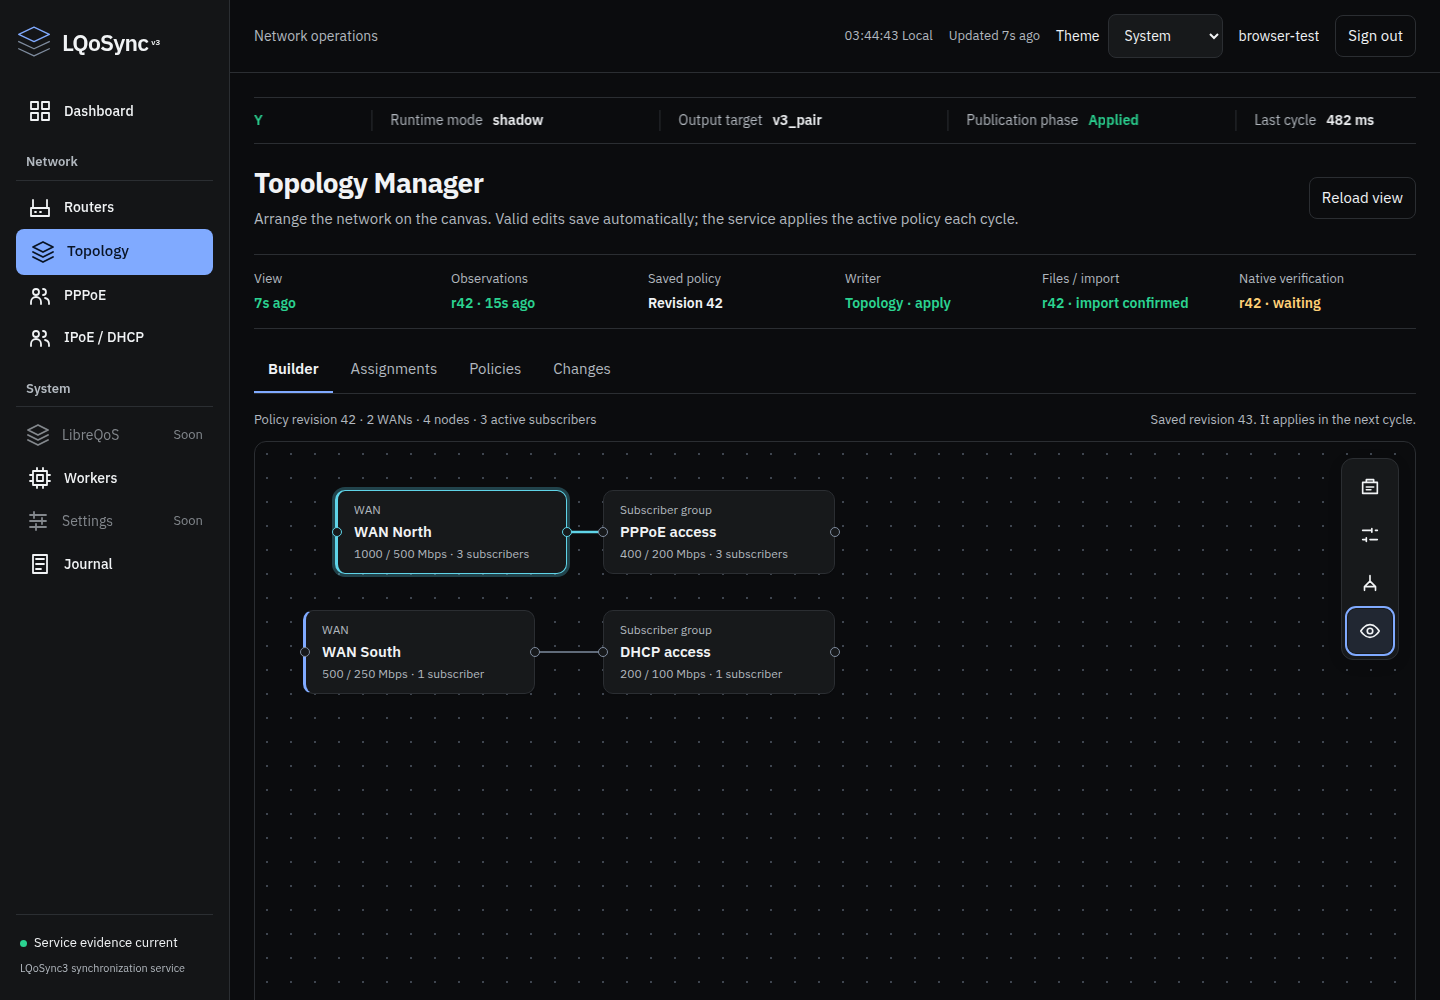 LQoSync v3
Network operations
03:44:43 Local
Updated 7s ago
Theme
System
browser-test
Sign out
Dashboard
Network
Routers
Topology
PPPoE
IPoE / DHCP
System
LibreQoS Soon
Workers
Settings Soon
Journal
Service evidence current
LQoSync3 synchronization service
Y
Runtime mode shadow
Output target v3_pair
Publication phase Applied
Last cycle 482 ms
Topology Manager
Arrange the network on the canvas. Valid edits save automatically; the service applies the active policy each cycle.
Reload view
View
7s ago
Observations
r42 · 15s ago
Saved policy
Revision 42
Writer
Topology · apply
Files / import
r42 · import confirmed
Native verification
r42 · waiting
Builder
Assignments
Policies
Changes
Policy revision 42 · 2 WANs · 4 nodes · 3 active subscribers
Saved revision 43. It applies in the next cycle.
WAN
WAN North
1000 / 500 Mbps · 3 subscribers
Subscriber group
PPPoE access
400 / 200 Mbps · 3 subscribers
WAN
WAN South
500 / 250 Mbps · 1 subscriber
Subscriber group
DHCP access
200 / 100 Mbps · 1 subscriber